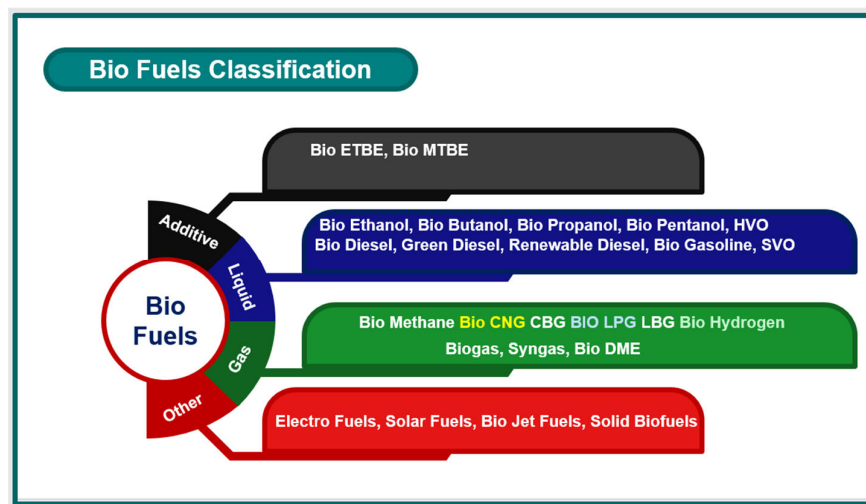 Bio Fuels Classification
Bio ETBE, Bio MTBE
Additive
Bio Ethanol, Bio Butanol, Bio Propanol, Bio Pentanol, HVO
Bio Diesel, Green Diesel, Renewable Diesel, Bio Gasoline, SVO
Liquid
Bio
Fuels
Bio Methane Bio CNG CBG BIO LPG LBG Bio Hydrogen
Biogas, Syngas, Bio DME
Gas
Other
Electro Fuels, Solar Fuels, Bio Jet Fuels, Solid Biofuels